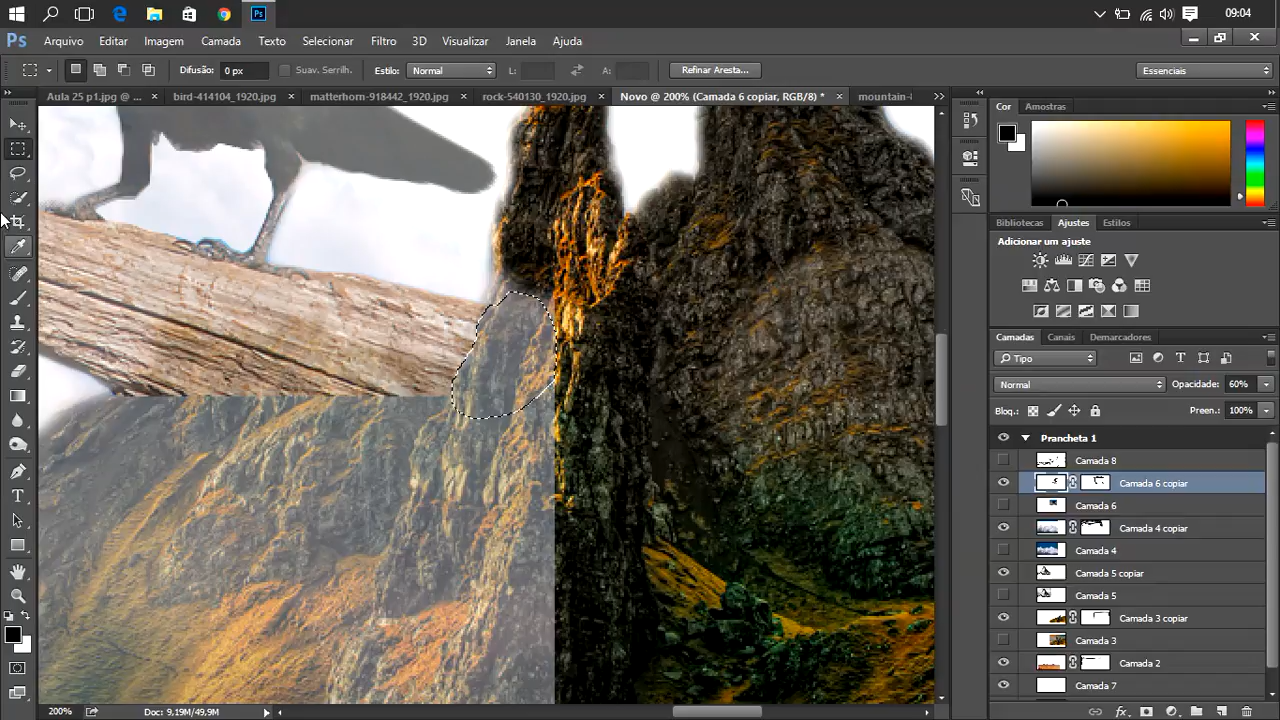 09:04
Ps Arquivo Editar Imagem Camada Texto Selecionar Filtro 3D Visualizar Janela Ajuda
Difusão: 0 px Suav. Serrilh. Estilo: Normal L: A: Refinar Aresta... Essenciais
Aula 25 p1.jpg @ ... × bird-414104_1920.jpg × matterhorn-918442_1920.jpg × rock-540130_1920.jpg × Novo @ 200% (Camada 6 copiar, RGB/8) * × mountain-l
Cor Amostras
Bibliotecas Ajustes Estilos
Adicionar um ajuste
Camadas Canais Demarcadores
Tipo
Normal Opacidade: 60%
Bloq.: Preen.: 100%
Prancheta 1
Camada 8
Camada 6 copiar
Camada 6
Camada 4 copiar
Camada 4
Camada 5 copiar
Camada 5
Camada 3 copiar
Camada 3
Camada 2
Camada 7
200% Doc: 9,19M/49,9M